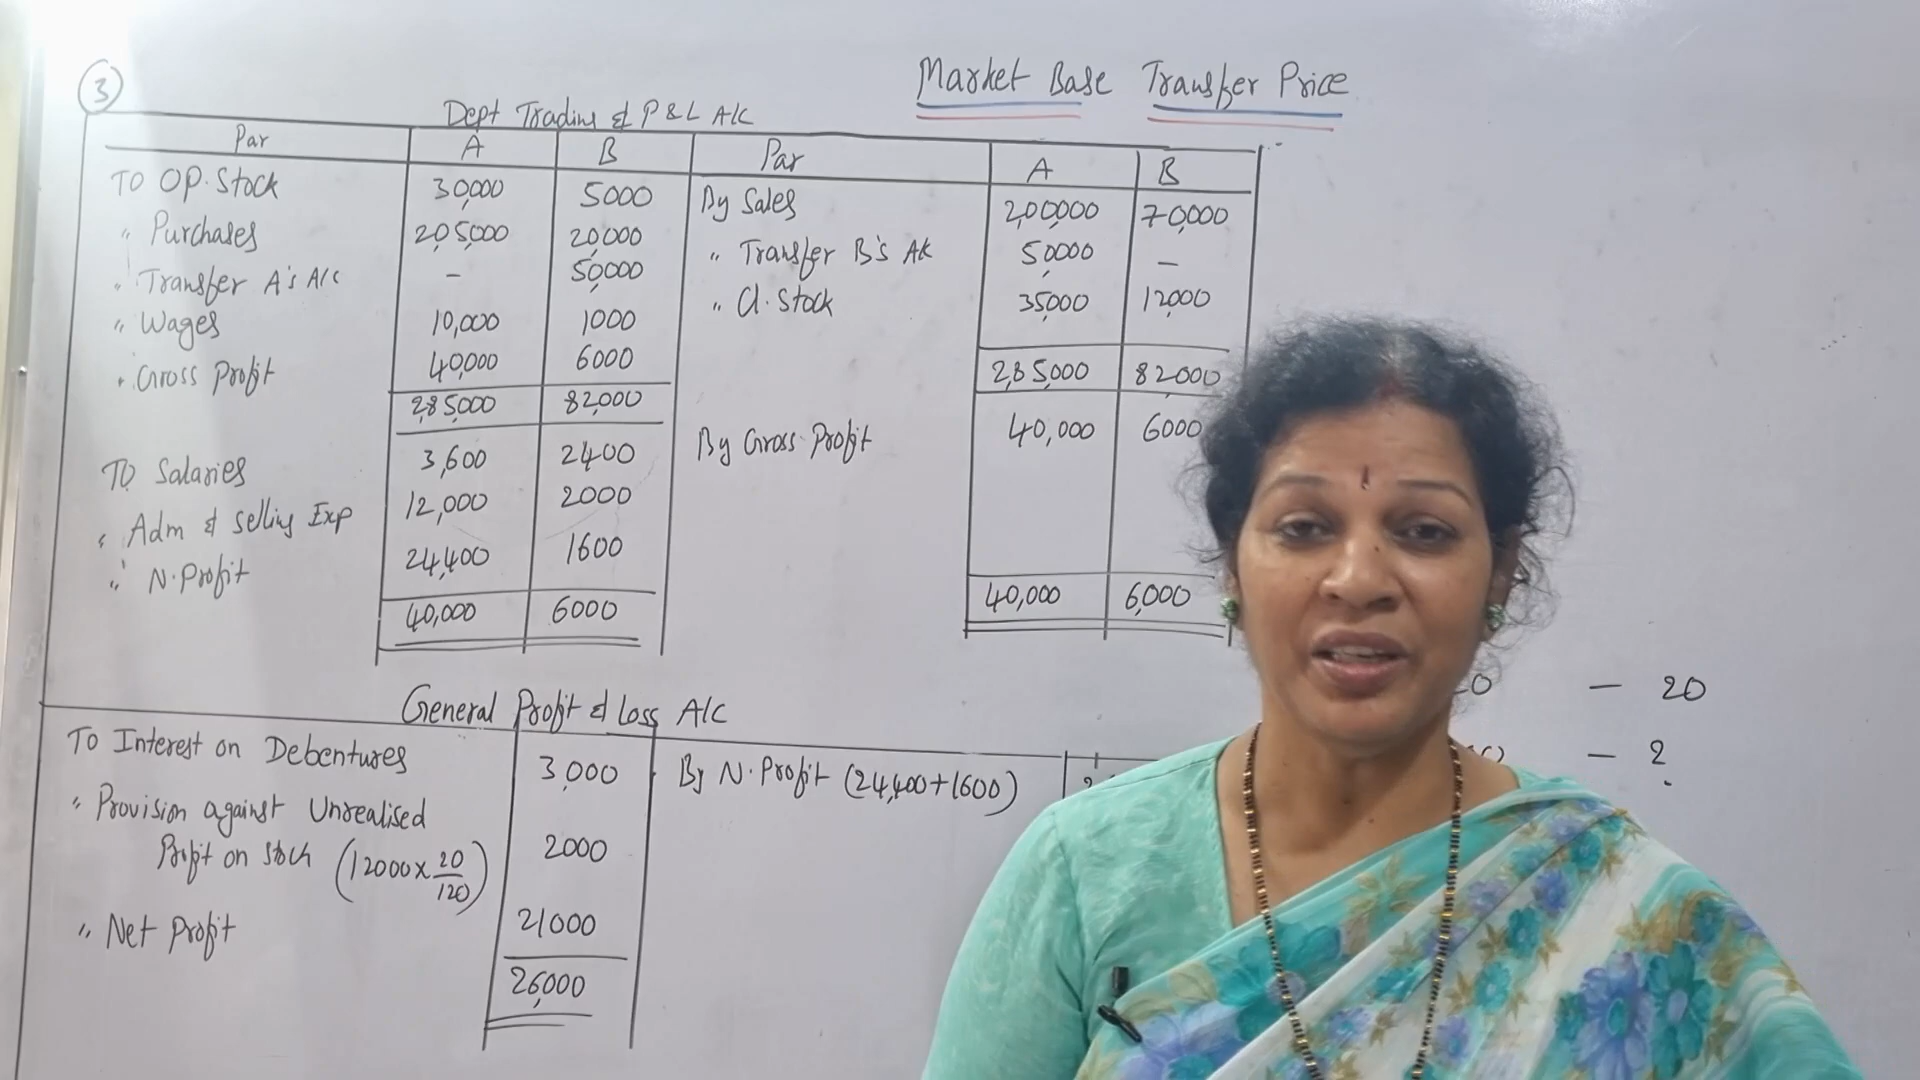 3
Market Base Transfer Price
Dept Trading & P&L A/C
Par A B Par A B
To OP. Stock 30,000 5000 By Sales 2,00,000 70,000
" Purchases 2,05,000 20,000 " Transfer B's A/c 50,000 —
" Transfer A's A/c – 50,000 " Cl. Stock 35,000 12,000
" Wages 10,000 1000
" Gross Profit 40,000 6000
2,85,000 82,000 2,85,000 82,000
To Salaries 3,600 2400 By Gross Profit 40,000 6000
" Adm & Selling Exp 12,000 2000
" N. Profit 24,400 1600
40,000 6000 40,000 6,000
General Profit & Loss A/C
To Interest on Debentures 3,000 By N. Profit (24,400+1600)
" Provision against Unrealised
Profit on Stock (12000 x 20/120) 2000
" Net Profit 21000
26,000
— 20
— ?